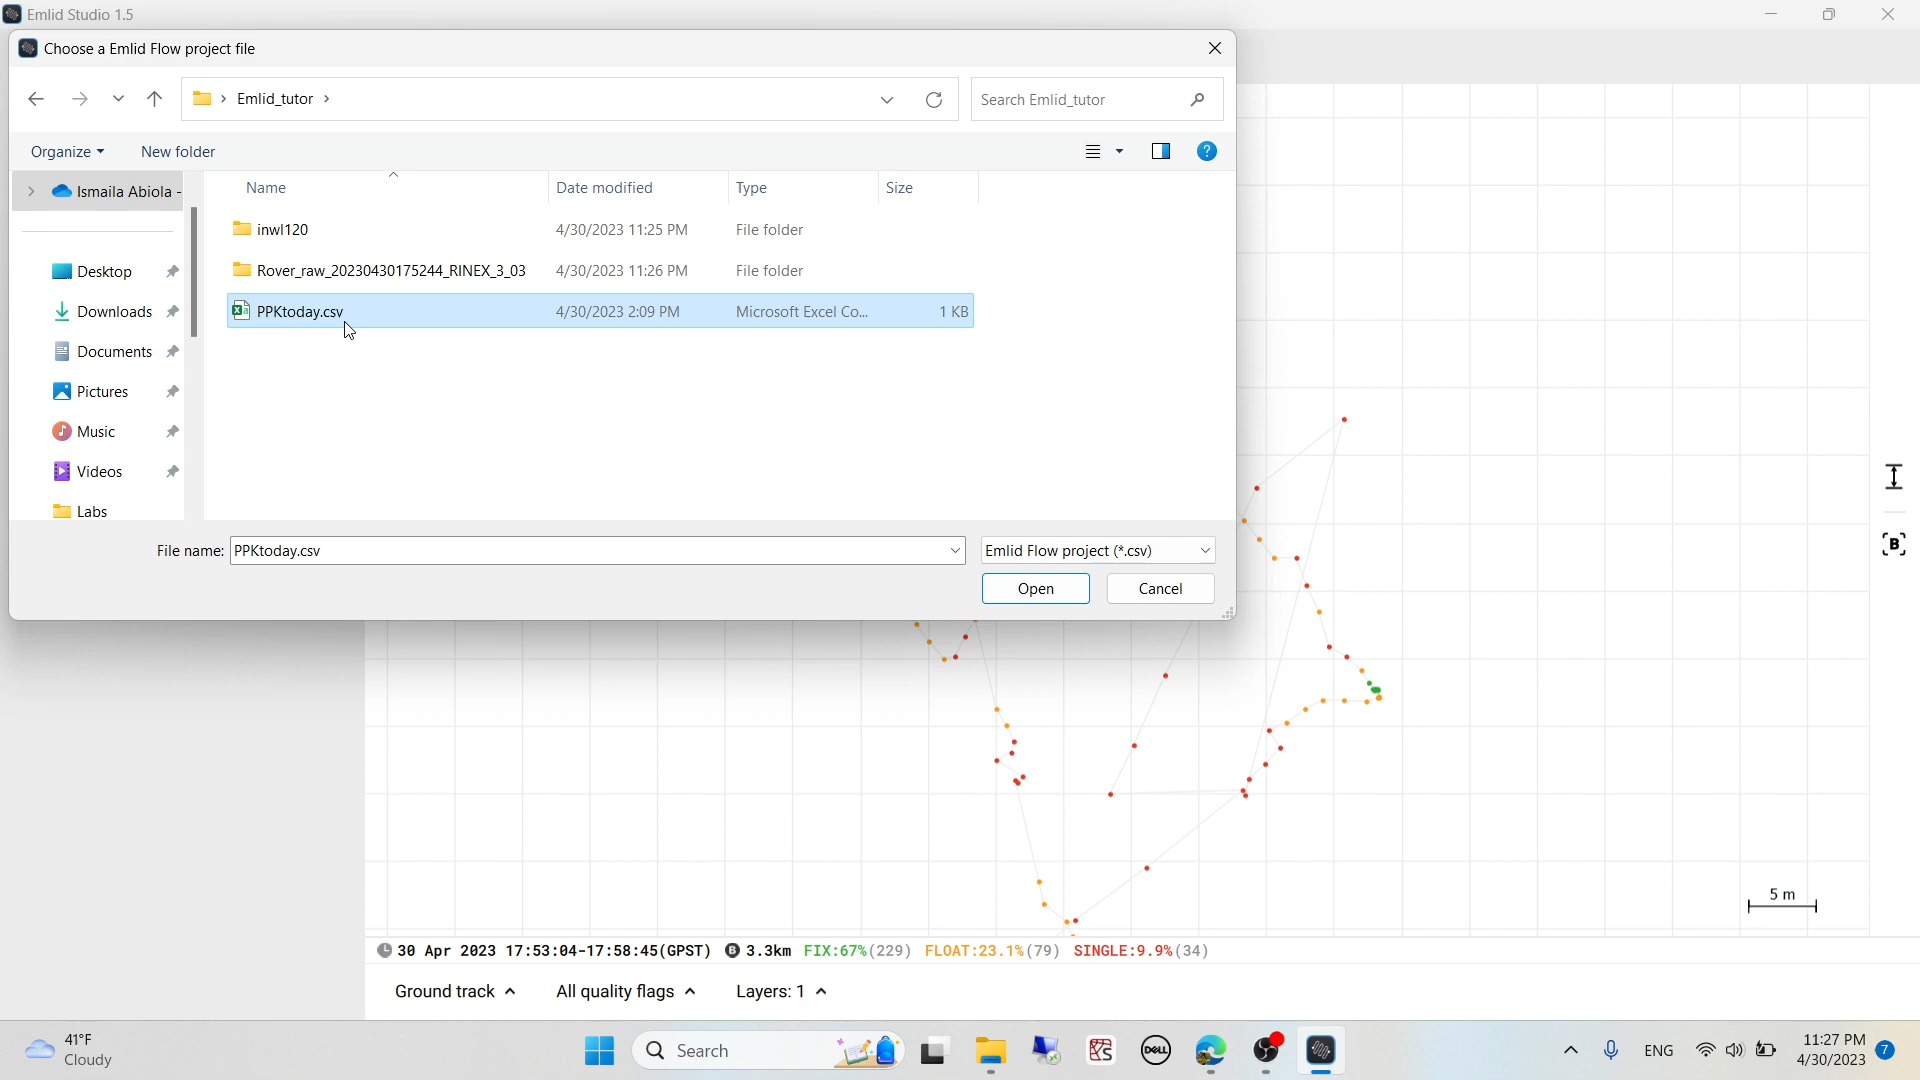 Emlid Studio 1.5
Choose a Emlid Flow project file
Emlid_tutor
Search Emlid_tutor
Organize
New folder
Ismaila Abiola -
Name
Date modified
Type
Size
inwl120
4/30/2023 11:25 PM
File folder
Rover_raw_20230430175244_RINEX_3_03
4/30/2023 11:26 PM
File folder
PPKtoday.csv
4/30/2023 2:09 PM
Microsoft Excel Co...
1 KB
Desktop
Downloads
Documents
Pictures
Music
Videos
Labs
File name:
PPKtoday.csv
Emlid Flow project (*.csv)
Open
Cancel
B
5 m
30 Apr 2023 17:53:04-17:58:45(GPST) B 3.3km FIX:67%(229) FLOAT:23.1%(79) SINGLE:9.9%(34)
Ground track
All quality flags
Layers: 1
41°F
Cloudy
Search
DELL
ENG
11:27 PM
4/30/2023
7